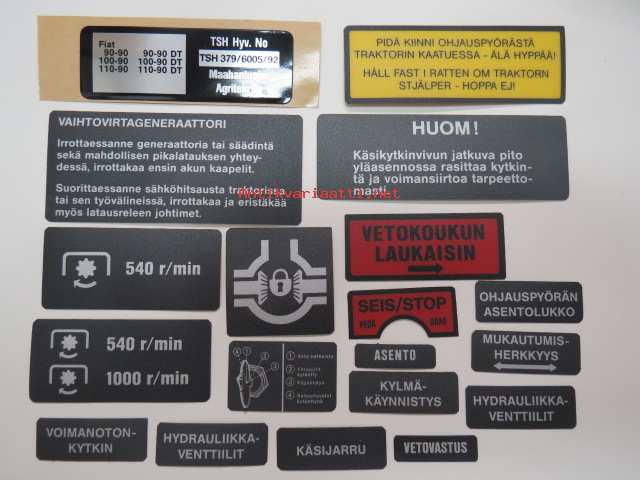 Fiat
90-90 90-90 DT
100-90 100-90 DT
110-90 110-90 DT
TSH Hyv. No
TSH 379/6005/92
PIDÄ KIINNI OHJAUSPYÖRÄSTÄ
TRAKTORIN KAATUESSA - ÄLÄ HYPPÄÄ!
HÅLL FAST I RATTEN OM TRAKTORN
STJÄLPER - HOPPA EJ!
VAIHTOVIRTAGENERAATTORI
Irrottaessanne generaattoria tai säädintä
sekä mahdollisen pikalatauksen yhtey-
dessä, irrottakaa ensin akun kaapelit.
Suorittaessanne sähköhitsausta traktorissa
tai sen työvälineissä, irrottakaa ja eristäkää
myös latausreleen johtimet.
HUOM!
Käsikytkinvivun jatkuva pito
yläasennossa rasittaa kytkin-
tä ja voimansiirtoa tarpeetto-
masti.
VETOKOUKUN
LAUKAISIN
540 r/min
SEIS/STOP
VEDÄ DRAG
OHJAUSPYÖRÄN
ASENTOLUKKO
540 r/min
1000 r/min
ASENTO
MUKAUTUMIS-
HERKKYYS
KYLMÄ-
KÄYNNISTYS
HYDRAULIIKKA-
VENTTIILIT
VOIMANOTON-
KYTKIN
HYDRAULIIKKA-
VENTTIILIT
KÄSIJARRU
VETOVASTUS